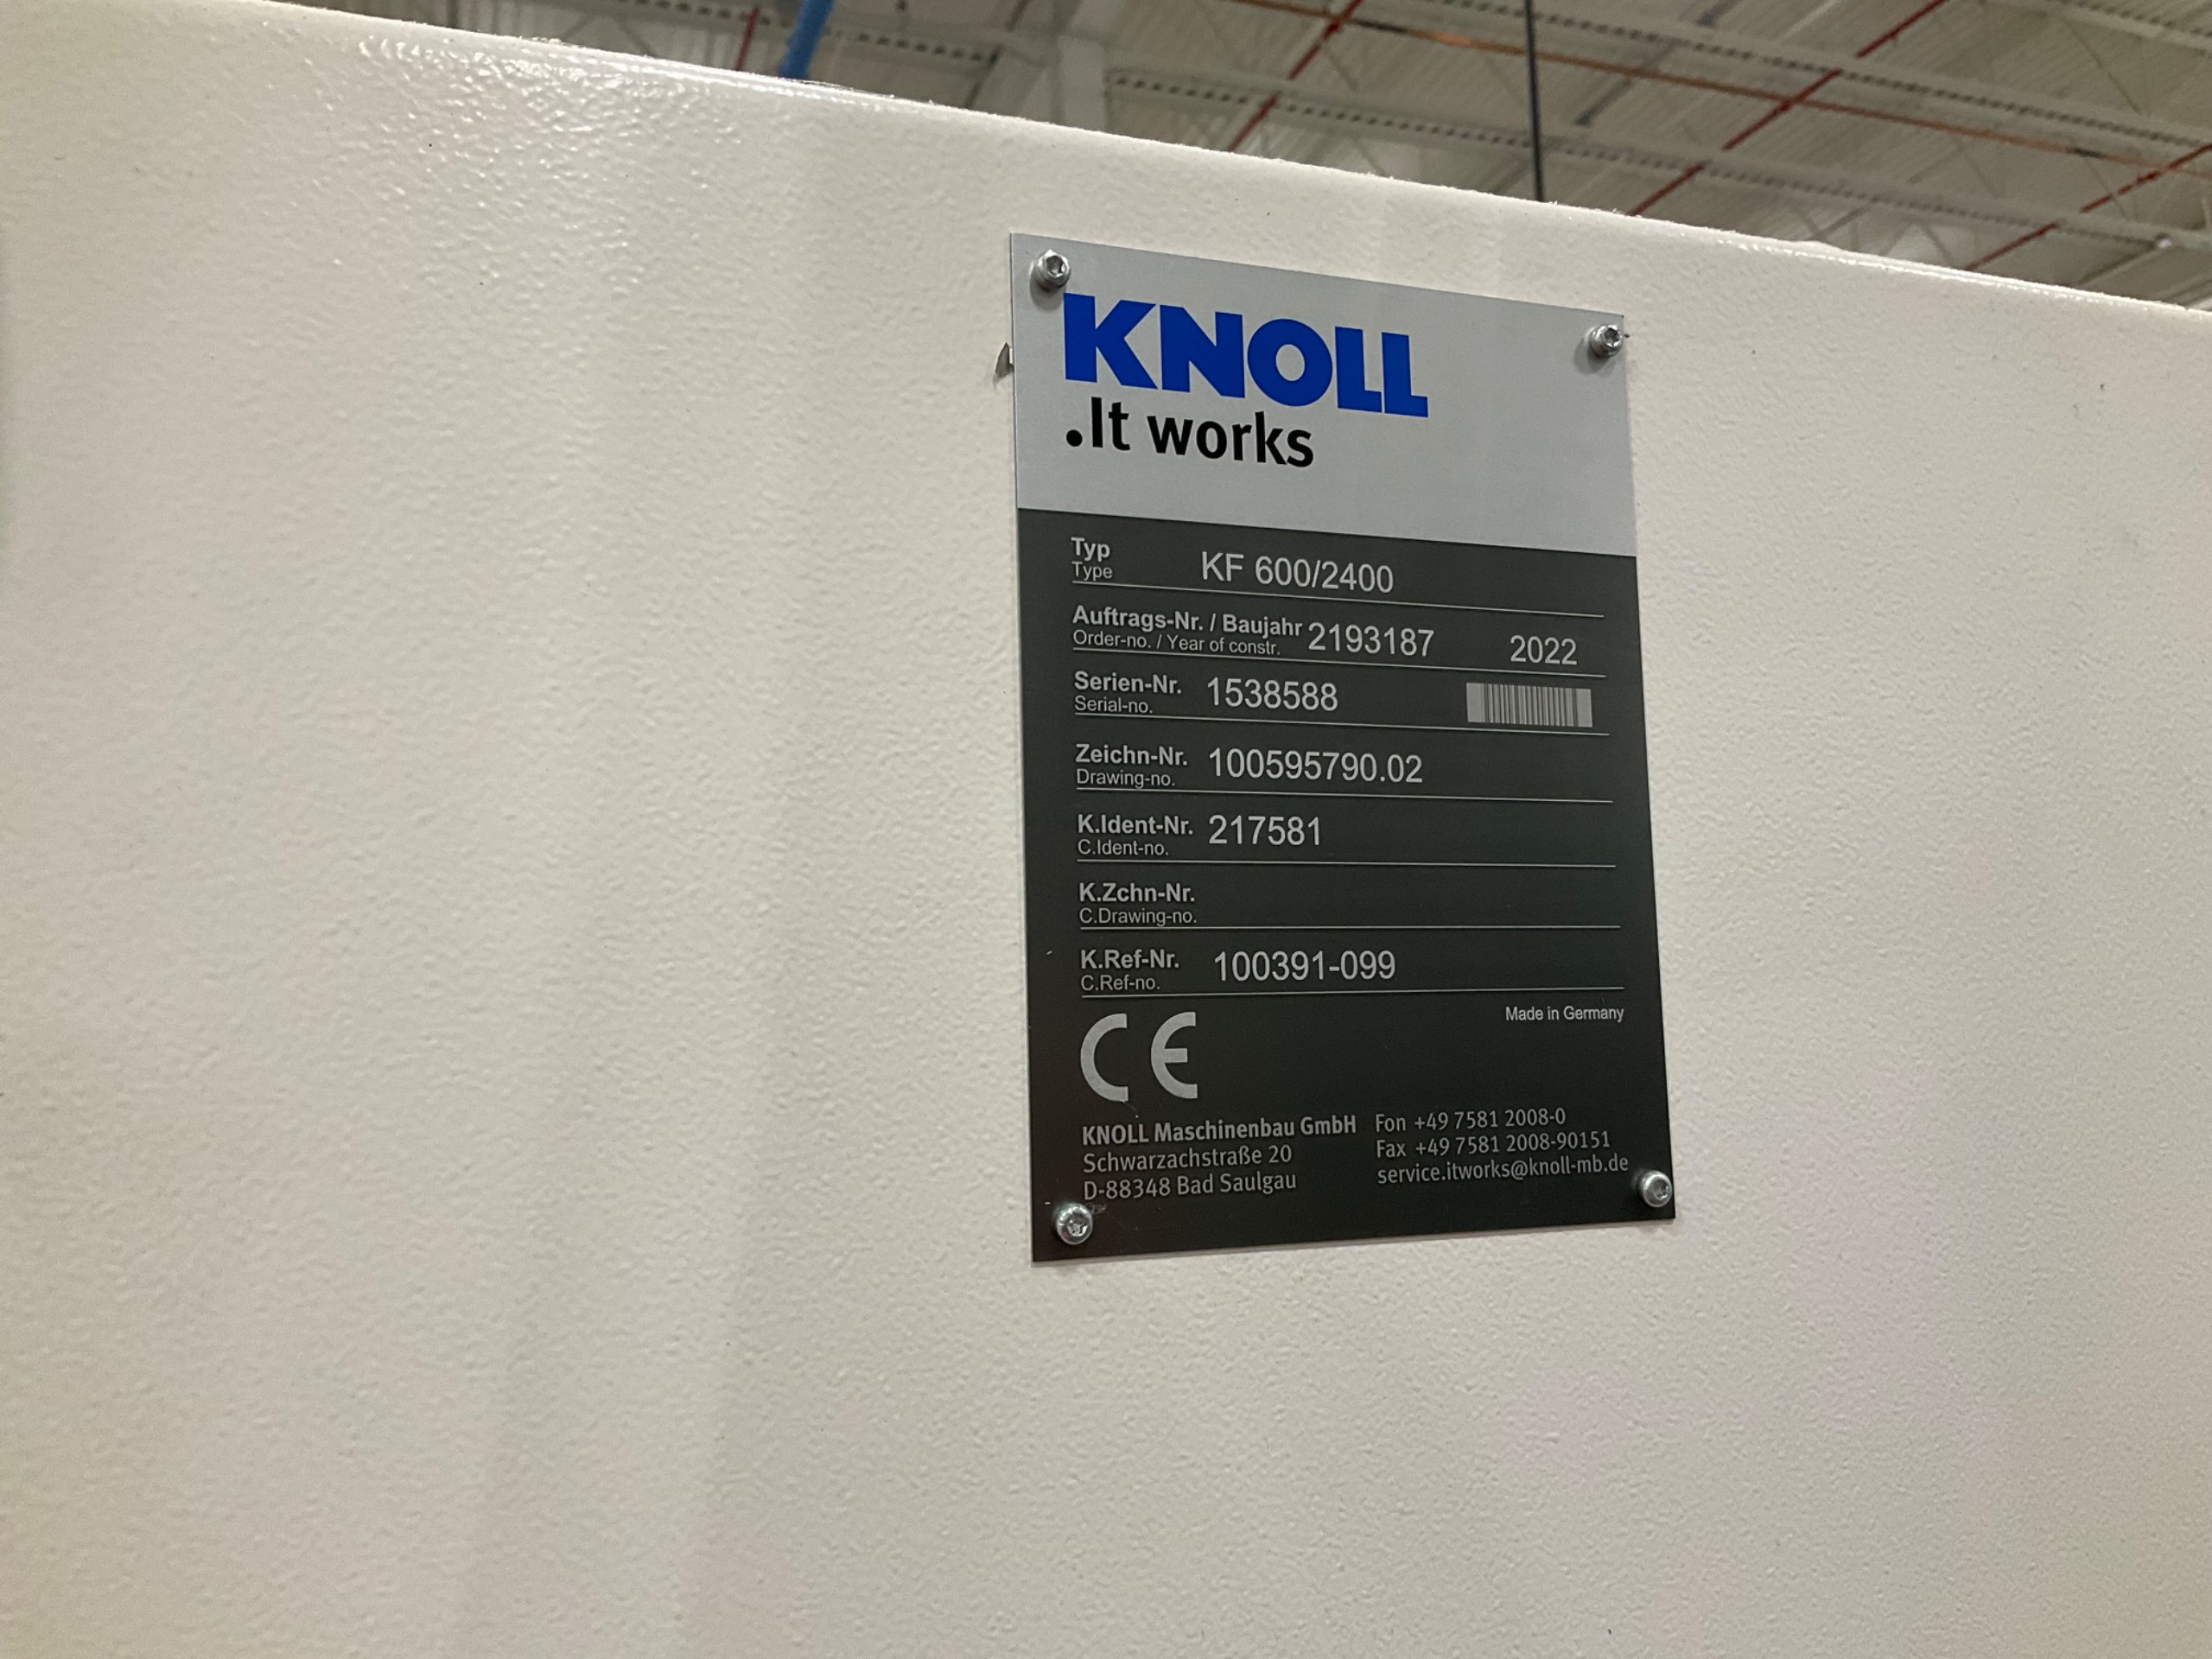 KNOLL
.It works
Typ
Type
KF 600/2400
Auftrags-Nr. / Baujahr
Order-no. / Year of constr.
2193187 2022
Serien-Nr.
Serial-no.
1538588
Zeichn-Nr.
Drawing-no.
100595790.02
K.Ident-Nr.
C.Ident-no.
217581
K.Zchn-Nr.
C.Drawing-no.
K.Ref-Nr.
C.Ref-no.
100391-099
Made in Germany
CE
KNOLL Maschinenbau GmbH
Schwarzachstraße 20
D-88348 Bad Saulgau
Fon +49 7581 2008-0
Fax +49 7581 2008-90151
service.itworks@knoll-mb.de